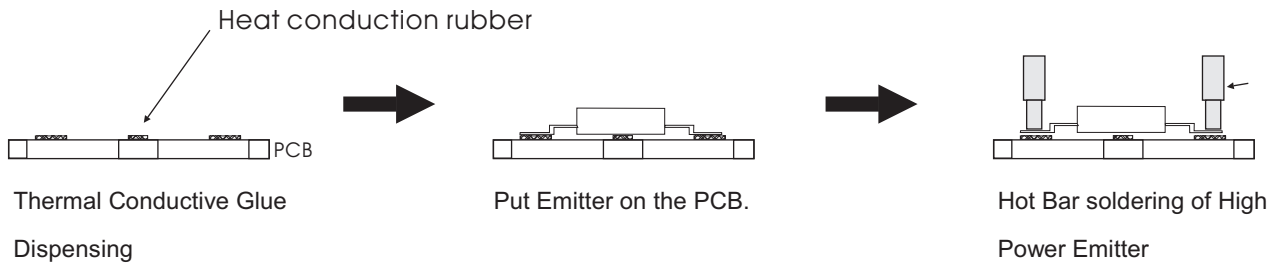 Heat conduction rubber
PCB
Thermal Conductive Glue
Dispensing
Put Emitter on the PCB.
Hot Bar soldering of High
Power Emitter